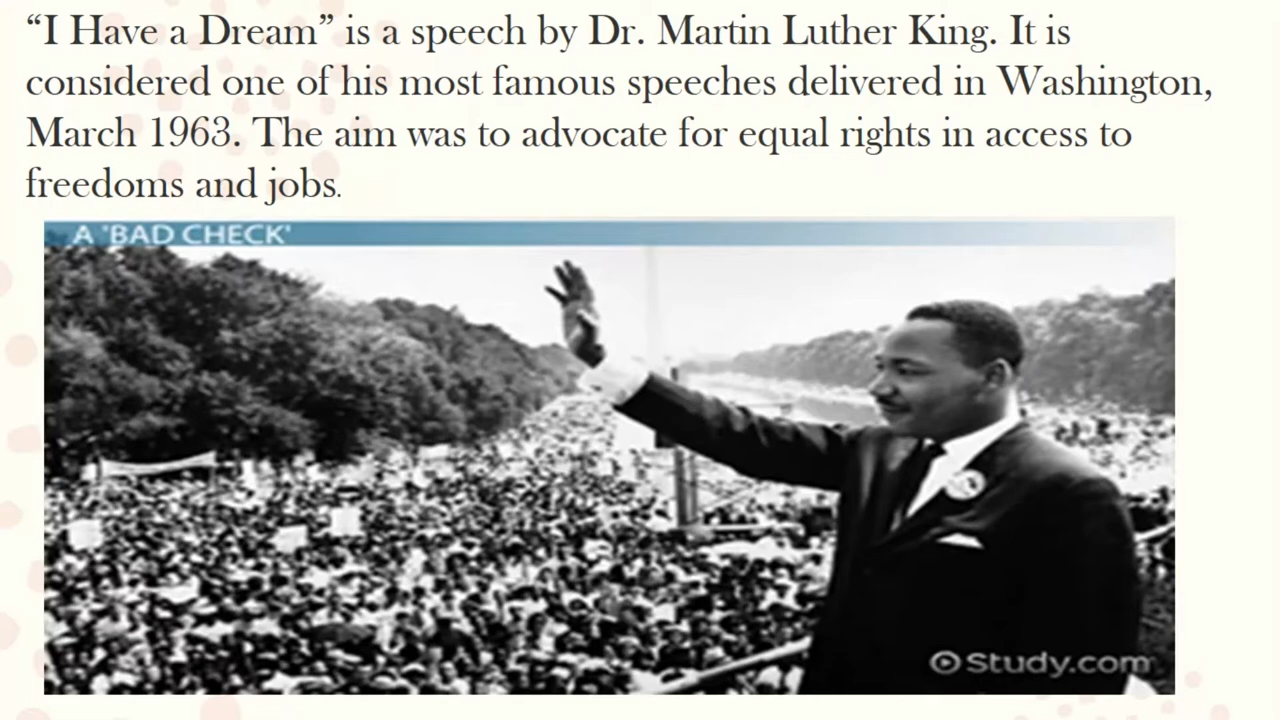 “I Have a Dream” is a speech by Dr. Martin Luther King. It is
considered one of his most famous speeches delivered in Washington,
March 1963. The aim was to advocate for equal rights in access to
freedoms and jobs.
A 'BAD CHECK'
Study.com